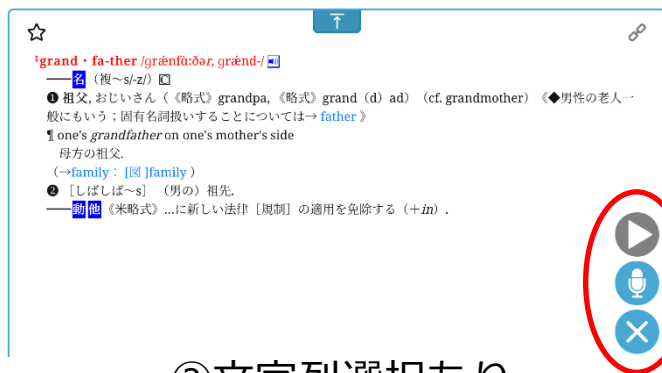 ‡grand・fa-ther /grǽnfɑ̀ːðər, grǽnd-/
――名（複～s/-z/）C
❶ 祖父, おじいさん（《略式》grandpa, 《略式》grand（d）ad）（cf. grandmother）《◆男性の老人一
般にもいう；固有名詞扱いすることについては→ father 》
¶ one's grandfather on one's mother's side
母方の祖父.
（→family： [図 ]family ）
❷ ［しばしば～s］（男の）祖先.
――動他《米略式》…に新しい法律［規制］の適用を免除する（＋in）.